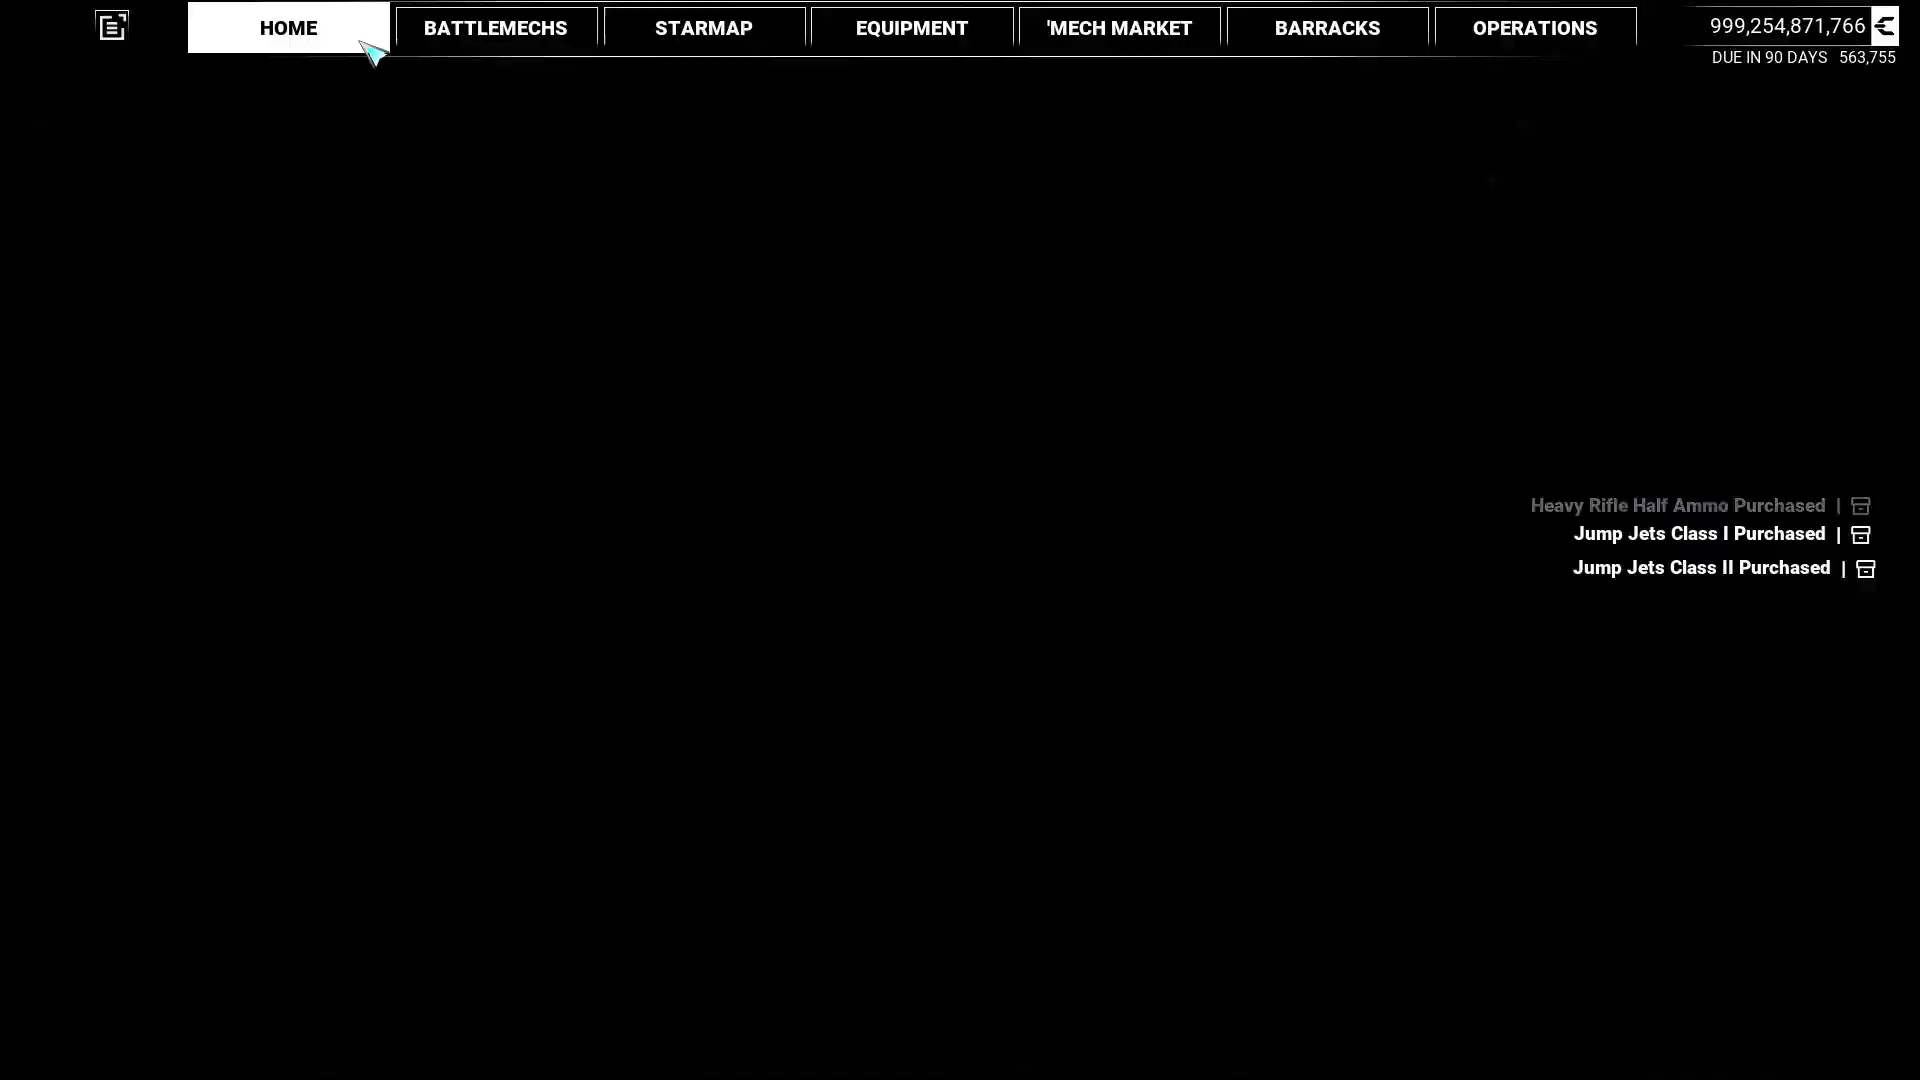 HOME
BATTLEMECHS
STARMAP
EQUIPMENT
'MECH MARKET
BARRACKS
OPERATIONS
999,254,871,766
DUE IN 90 DAYS 563,755
Heavy Rifle Half Ammo Purchased |
Jump Jets Class I Purchased |
Jump Jets Class II Purchased |